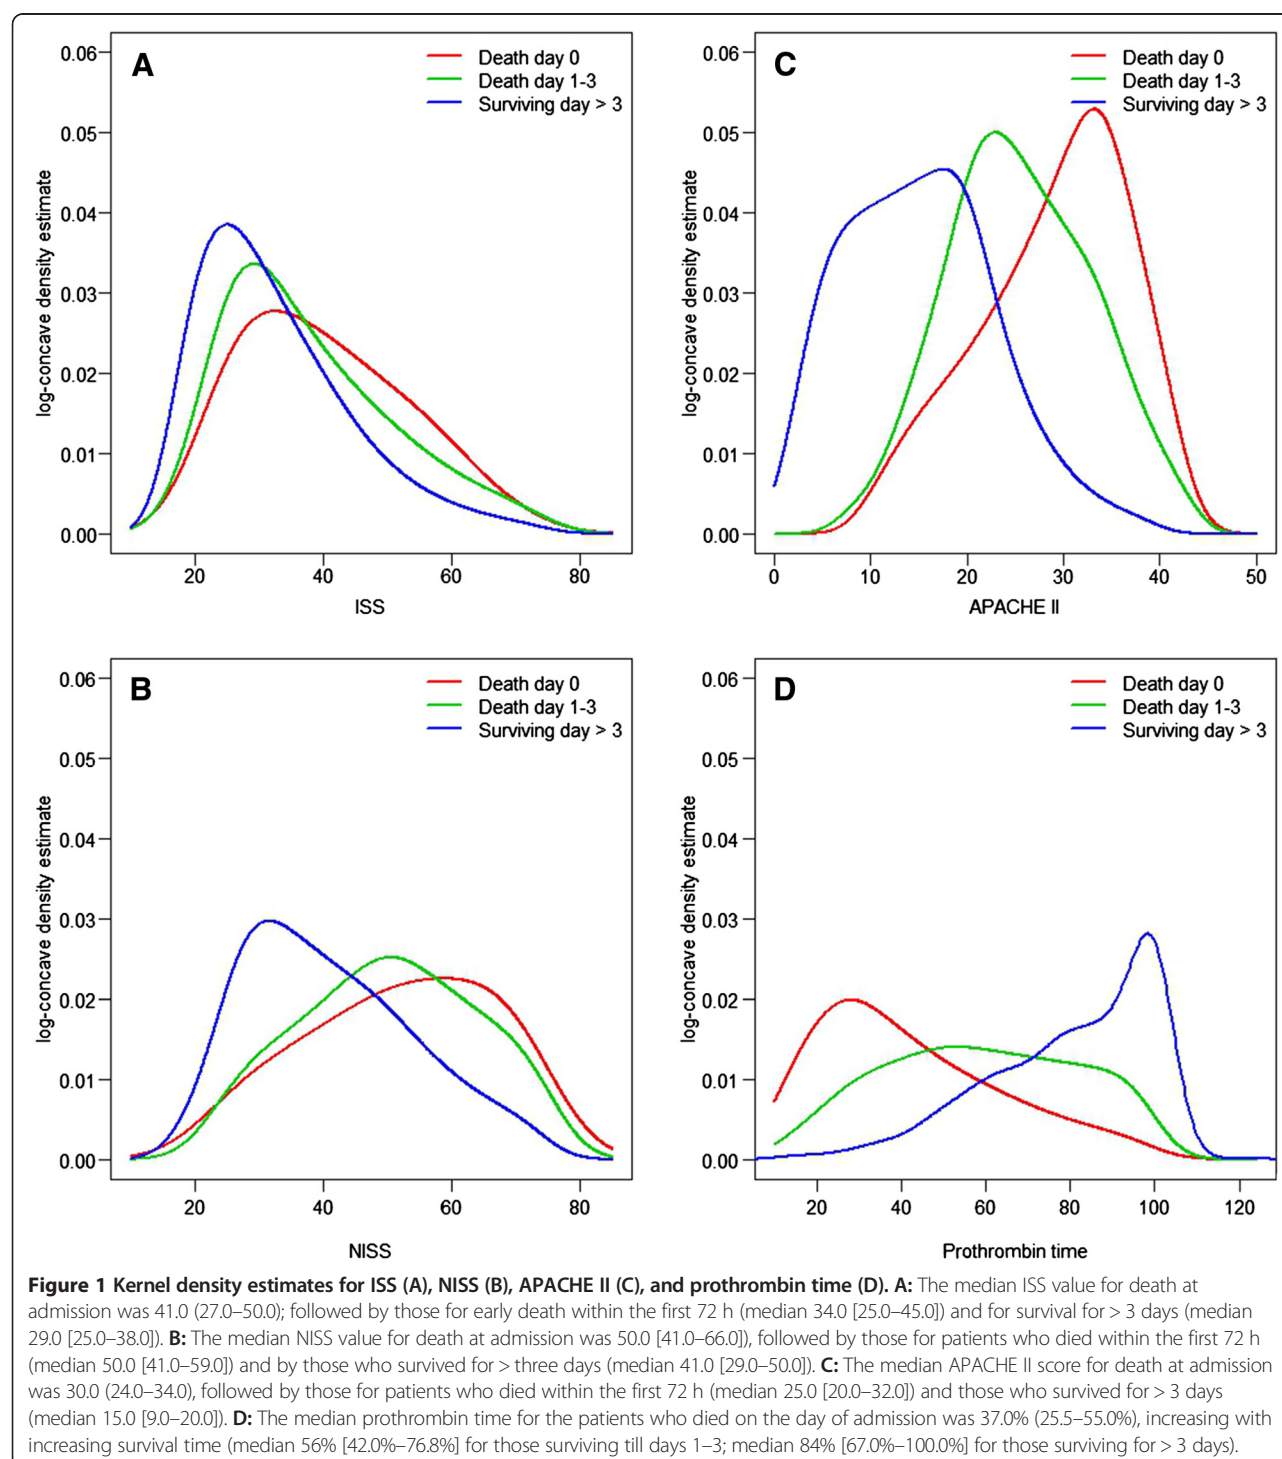 A
Death day 0
Death day 1-3
Surviving day > 3
0.06
0.05
0.04
0.03
0.02
0.01
0.00
log-concave density estimate
20 40 60 80
ISS
C
Death day 0
Death day 1-3
Surviving day > 3
0.06
0.05
0.04
0.03
0.02
0.01
0.00
log-concave density estimate
0 10 20 30 40 50
APACHE II
B
Death day 0
Death day 1-3
Surviving day > 3
0.06
0.05
0.04
0.03
0.02
0.01
0.00
log-concave density estimate
20 40 60 80
NISS
D
Death day 0
Death day 1-3
Surviving day > 3
0.06
0.05
0.04
0.03
0.02
0.01
0.00
log-concave density estimate
20 40 60 80 100 120
Prothrombin time
Figure 1 Kernel density estimates for ISS (A), NISS (B), APACHE II (C), and prothrombin time (D). A: The median ISS value for death at
admission was 41.0 (27.0–50.0); followed by those for early death within the first 72 h (median 34.0 [25.0–45.0]) and for survival for > 3 days (median
29.0 [25.0–38.0]). B: The median NISS value for death at admission was 50.0 [41.0–66.0]), followed by those for patients who died within the first 72 h
(median 50.0 [41.0–59.0]) and by those who survived for > three days (median 41.0 [29.0–50.0]). C: The median APACHE II score for death at admission
was 30.0 (24.0–34.0), followed by those for patients who died within the first 72 h (median 25.0 [20.0–32.0]) and those who survived for > 3 days
(median 15.0 [9.0–20.0]). D: The median prothrombin time for the patients who died on the day of admission was 37.0% (25.5–55.0%), increasing with
increasing survival time (median 56% [42.0%–76.8%] for those surviving till days 1–3; median 84% [67.0%–100.0%] for those surviving for > 3 days).